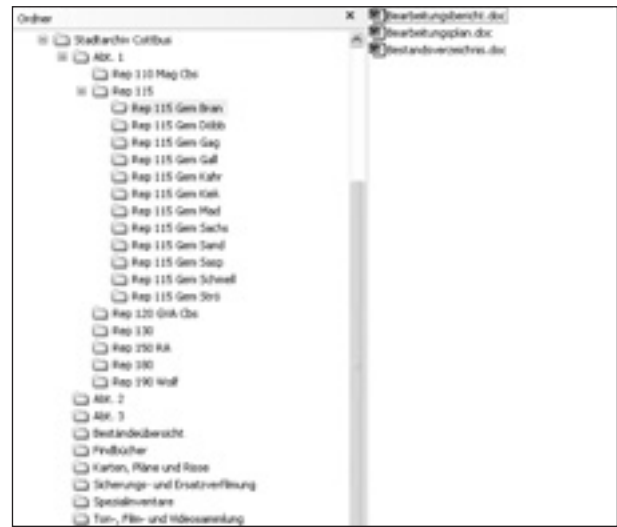 Ordner
Stadtarchiv Cottbus
Abt. 1
Rep 110 Mag Cbs
Rep 115
Rep 115 Gem Bran
Rep 115 Gem Döbb
Rep 115 Gem Gag
Rep 115 Gem Gall
Rep 115 Gem Kahr
Rep 115 Gem Kiek
Rep 115 Gem Mad
Rep 115 Gem Sachs
Rep 115 Gem Sand
Rep 115 Gem Sasp
Rep 115 Gem Schmell
Rep 115 Gem Strö
Rep 120 Cbs
Rep 130
Rep 150 RA
Rep 180
Rep 190 Wolf
Abt. 2
Abt. 3
Beständeübersicht
Findbücher
Karten, Pläne und Risse
Sicherungs- und Ersatzverfilmung
Spezialinventare
Ton-, Film- und Videosammlung
Bearbeitungsbericht.doc
Bearbeitungsplan.doc
Bestandsverzeichnis.doc